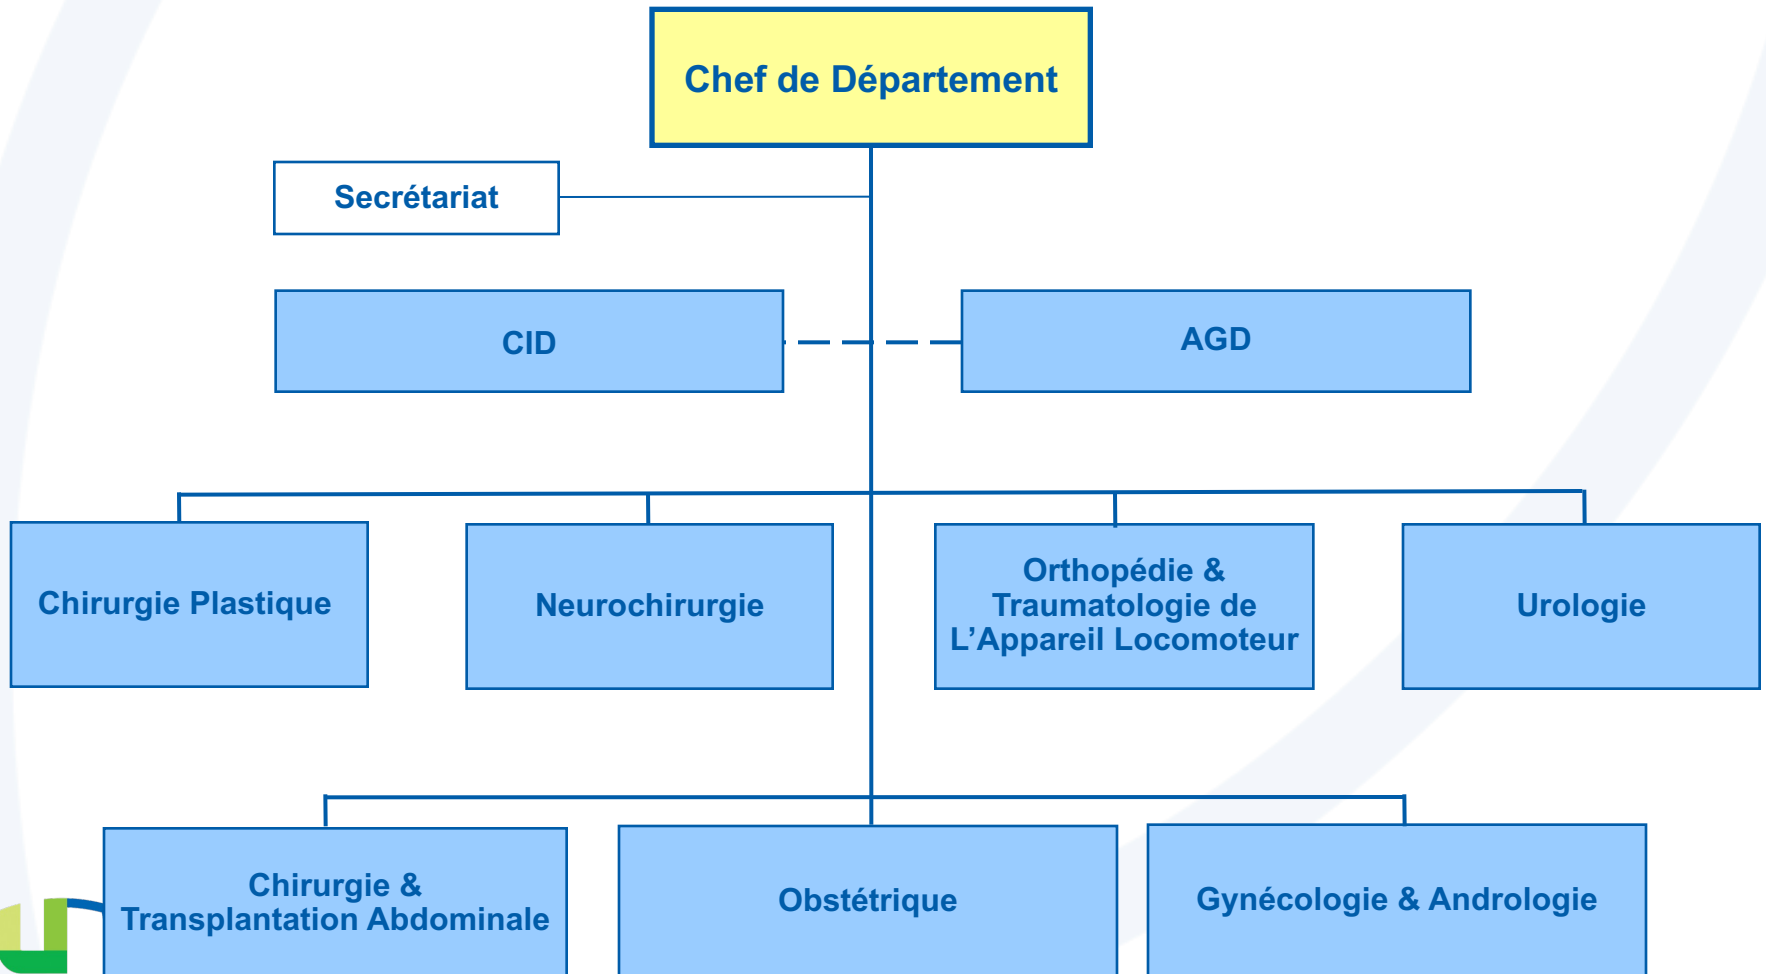 Chef de Département
Secrétariat
CID
AGD
Chirurgie Plastique
Neurochirurgie
Orthopédie &
Traumatologie de
L’Appareil Locomoteur
Urologie
Chirurgie &
Transplantation Abdominale
Obstétrique
Gynécologie & Andrologie